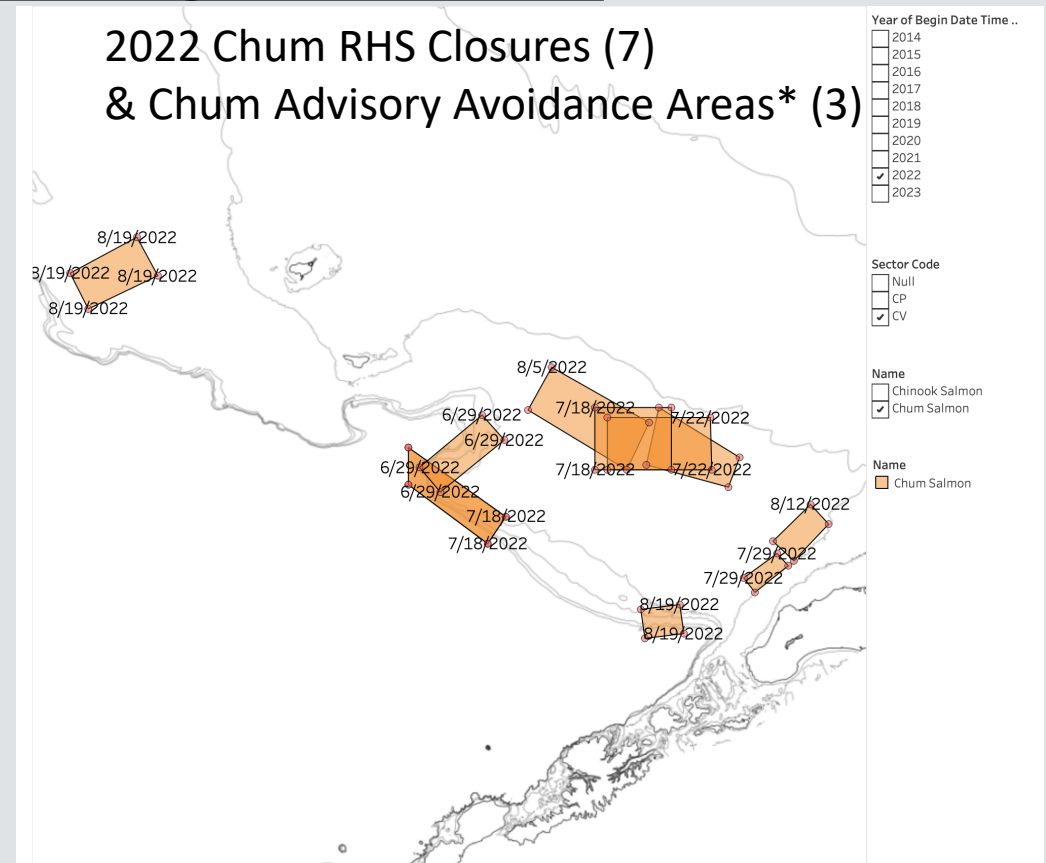 2022 Chum RHS Closures (7)
& Chum Advisory Avoidance Areas* (3)
8/19/2022
8/19/2022 8/19/2022
8/19/2022
8/5/2022
7/18/2022
7/22/2022
6/29/2022
6/29/2022
6/29/2022
7/18/2022
7/22/2022
6/29/2022
7/18/2022
7/18/2022
8/12/2022
7/29/2022
7/29/2022
8/19/2022
8/19/2022
Year of Begin Date Time ..
2014
2015
2016
2017
2018
2019
2020
2021
2022
2023
Sector Code
Null
CP
CV
Name
Chinook Salmon
Chum Salmon
Name
Chum Salmon